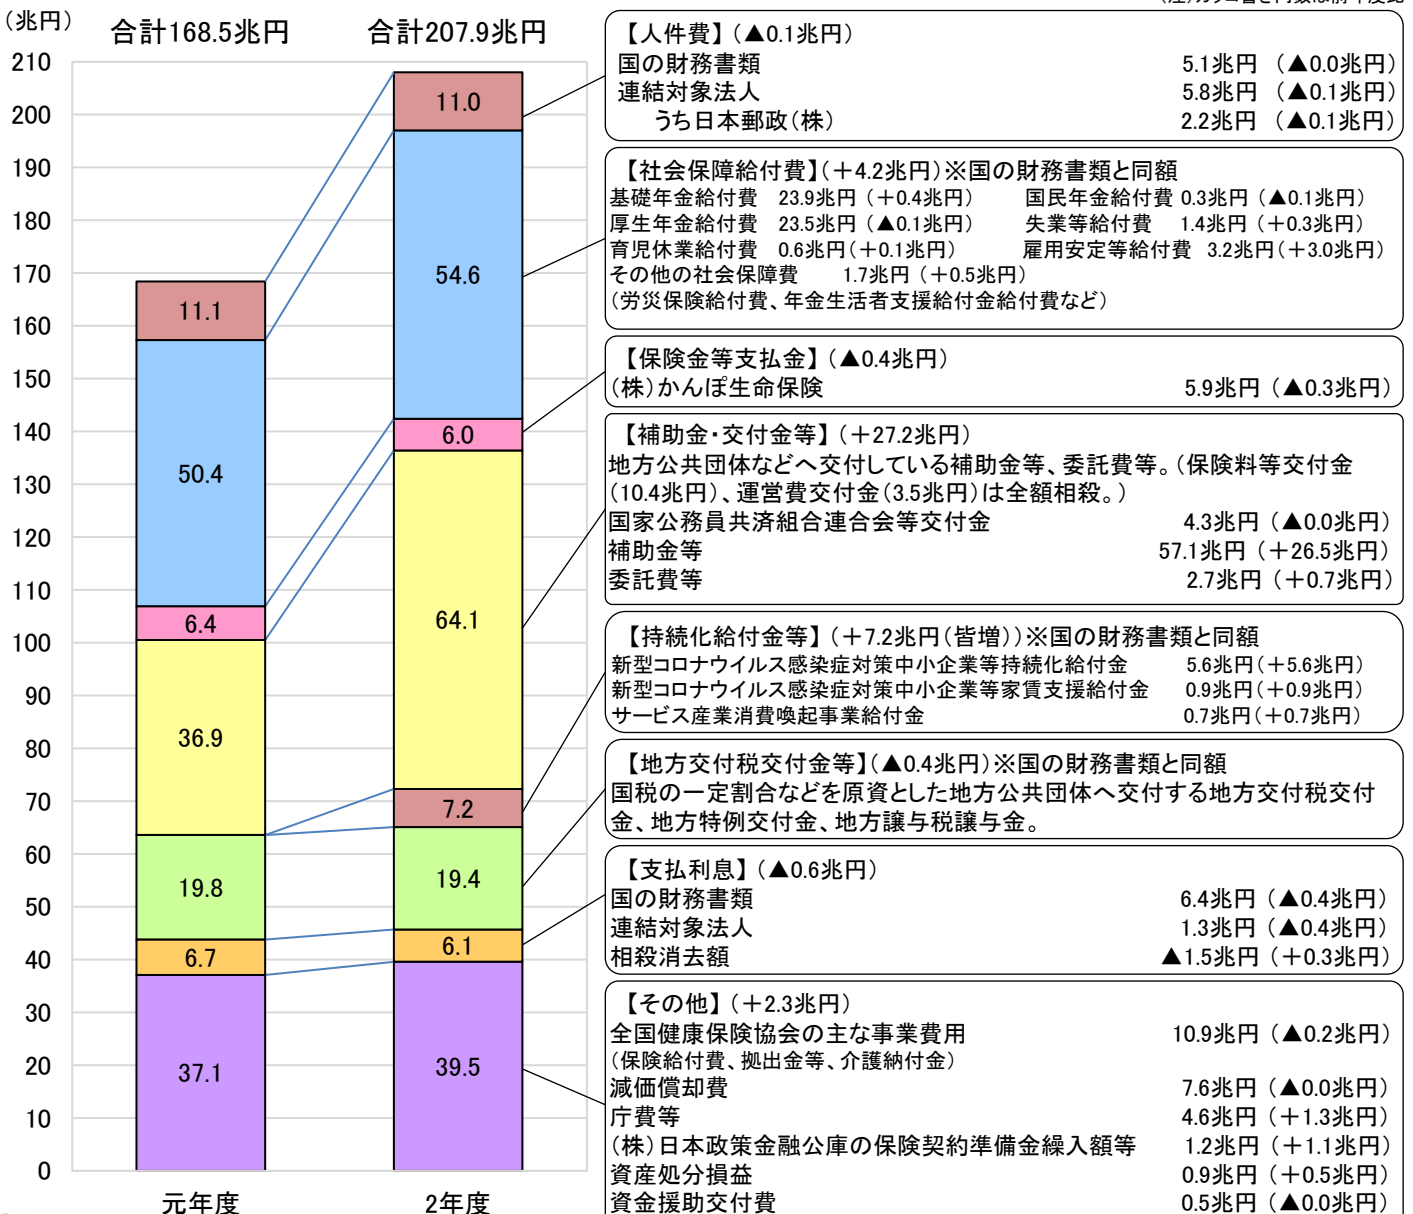 (兆円)
合計168.5兆円
合計207.9兆円
210
200
190
180
170
160
150
140
130
120
110
100
90
80
70
60
50
40
30
20
10
0
11.1
50.4
6.4
36.9
19.8
6.7
37.1
元年度
11.0
54.6
6.0
64.1
7.2
19.4
6.1
39.5
2年度
【人件費】(▲0.1兆円)
国の財務書類 5.1兆円 (▲0.0兆円)
連結対象法人 5.8兆円 (▲0.1兆円)
うち日本郵政(株) 2.2兆円 (▲0.1兆円)
【社会保障給付費】(+4.2兆円)※国の財務書類と同額
基礎年金給付費 23.9兆円(+0.4兆円) 国民年金給付費 0.3兆円(▲0.1兆円)
厚生年金給付費 23.5兆円(▲0.1兆円) 失業等給付費 1.4兆円(+0.3兆円)
育児休業給付費 0.6兆円(+0.1兆円) 雇用安定等給付費 3.2兆円(+3.0兆円)
その他の社会保障費 1.7兆円(+0.5兆円)
(労災保険給付費、年金生活者支援給付金給付費など)
【保険金等支払金】(▲0.4兆円)
(株)かんぽ生命保険 5.9兆円(▲0.3兆円)
【補助金・交付金等】(+27.2兆円)
地方公共団体などへ交付している補助金等、委託費等。(保険料等交付金
(10.4兆円)、運営費交付金(3.5兆円)は全額相殺。)
国家公務員共済組合連合会等交付金 4.3兆円(▲0.0兆円)
補助金等 57.1兆円(+26.5兆円)
委託費等 2.7兆円(+0.7兆円)
【持続化給付金等】(+7.2兆円(皆増))※国の財務書類と同額
新型コロナウイルス感染症対策中小企業等持続化給付金 5.6兆円(+5.6兆円)
新型コロナウイルス感染症対策中小企業等家賃支援給付金 0.9兆円(+0.9兆円)
サービス産業消費喚起事業給付金 0.7兆円(+0.7兆円)
【地方交付税交付金等】(▲0.4兆円)※国の財務書類と同額
国税の一定割合などを原資とした地方公共団体へ交付する地方交付税交付
金、地方特例交付金、地方譲与税譲与金。
【支払利息】(▲0.6兆円)
国の財務書類 6.4兆円(▲0.4兆円)
連結対象法人 1.3兆円(▲0.4兆円)
相殺消去額 ▲1.5兆円(+0.3兆円)
【その他】(+2.3兆円)
全国健康保険協会の主な事業費用 10.9兆円(▲0.2兆円)
(保険給付費、拠出金等、介護納付金)
減価償却費 7.6兆円(▲0.0兆円)
庁費等 4.6兆円(+1.3兆円)
(株)日本政策金融公庫の保険契約準備金繰入額等 1.2兆円(+1.1兆円)
資産処分損益 0.9兆円(+0.5兆円)
資金援助交付費 0.5兆円(▲0.0兆円)